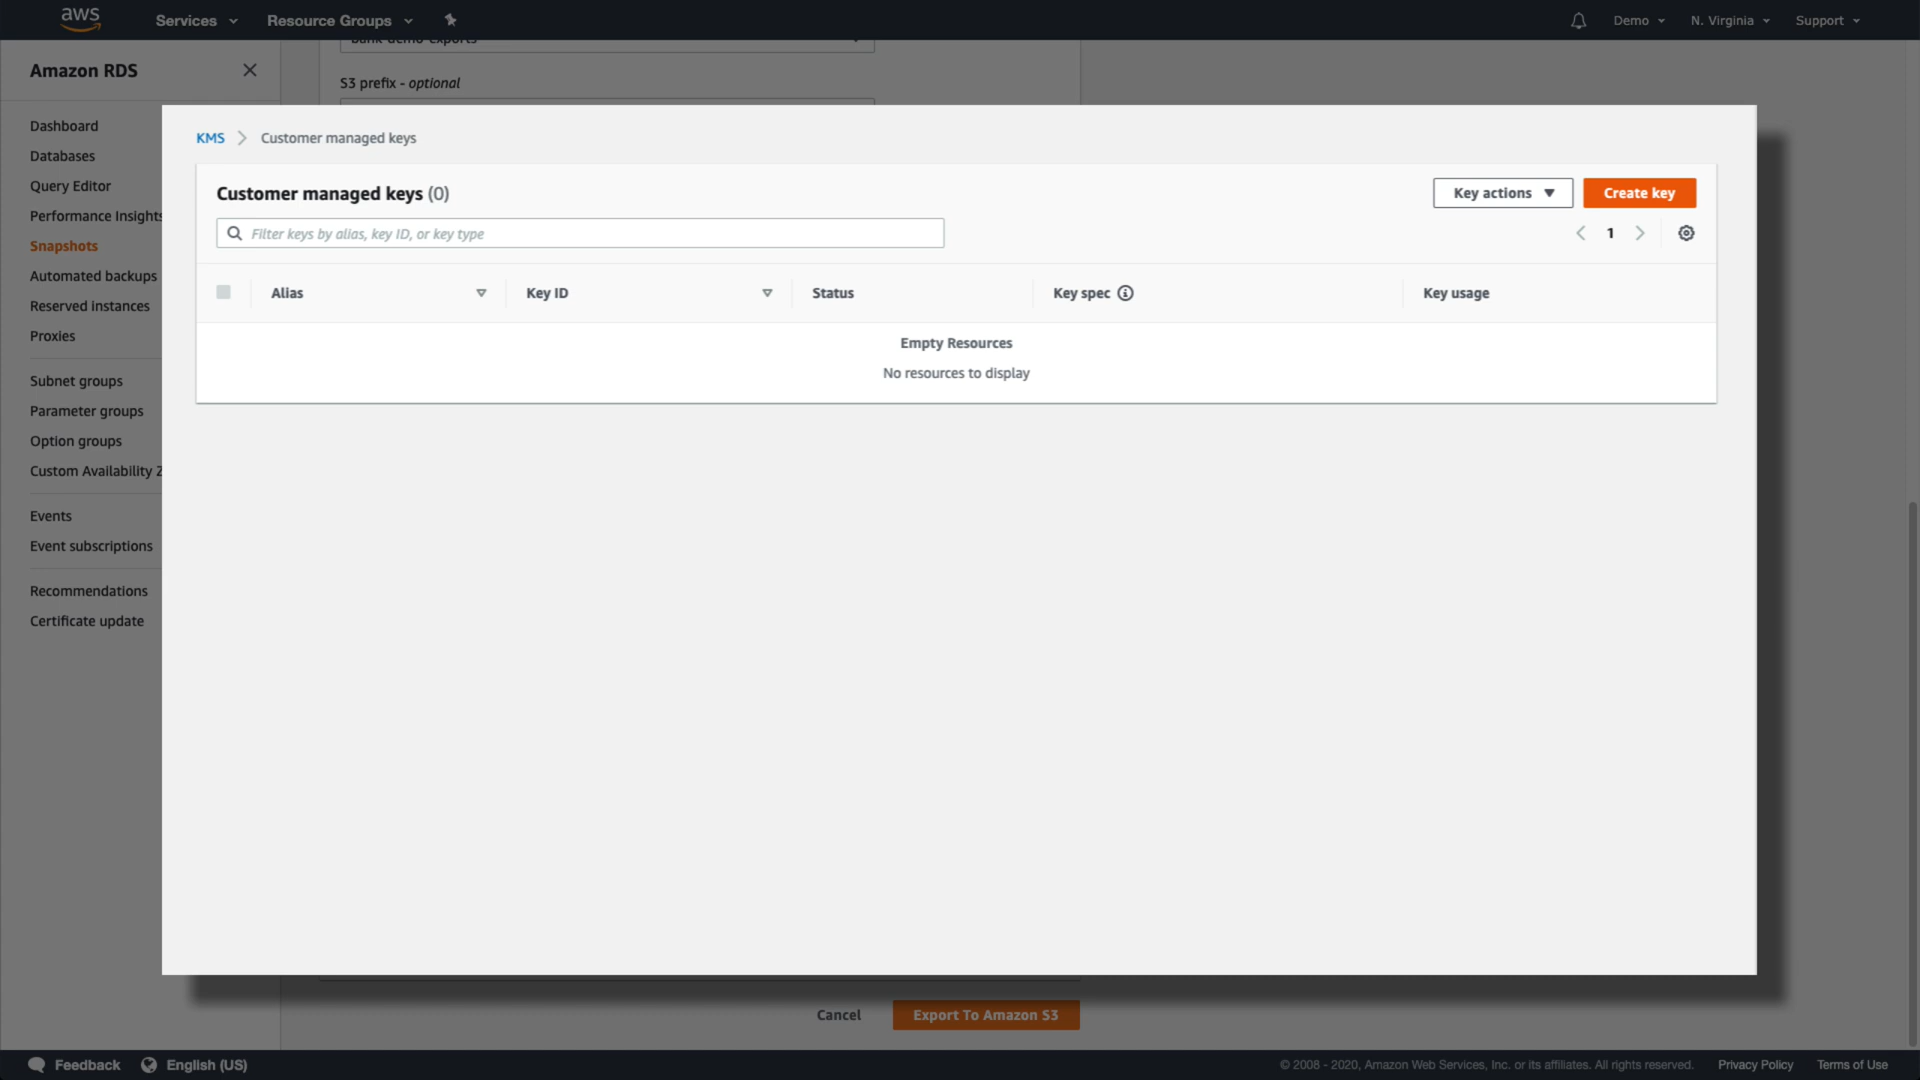 aws Services Resource Groups Demo N. Virginia Support
Amazon RDS
bank-demo-exports
S3 prefix - optional
Dashboard
Databases
Query Editor
Performance Insights
Snapshots
Automated backups
Reserved instances
Proxies
Subnet groups
Parameter groups
Option groups
Custom Availability Z
Events
Event subscriptions
Recommendations
Certificate update
KMS > Customer managed keys
Customer managed keys (0)
Key actions Create key
Filter keys by alias, key ID, or key type
1
Alias Key ID Status Key spec Key usage
Empty Resources
No resources to display
Cancel Export To Amazon S3
Feedback English (US) © 2008 - 2020, Amazon Web Services, Inc. or its affiliates. All rights reserved. Privacy Policy Terms of Use